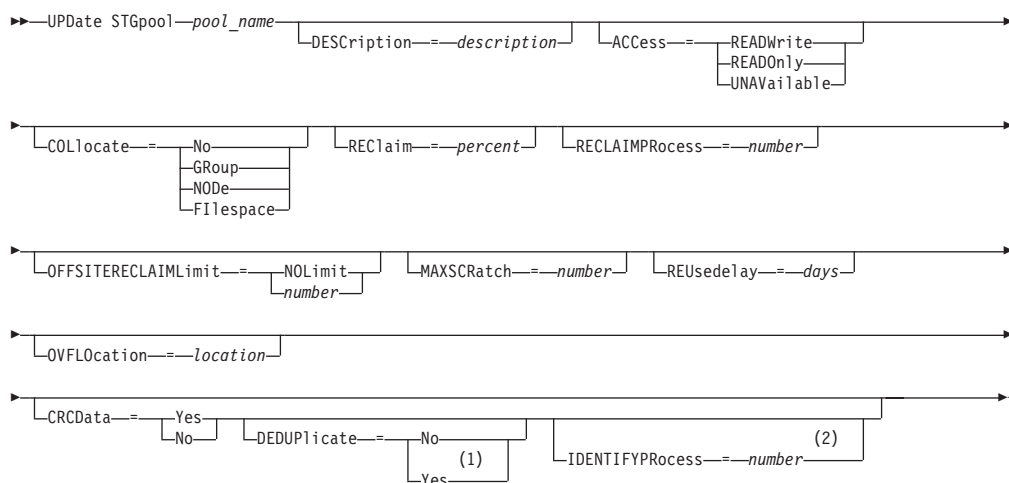 UPDate STGpool pool_name
DESCription = description
ACCess = READWrite
READOnly
UNAVailable
COLlocate = No
GRoup
NODe
FIlespace
REClaim = percent
RECLAIMPRocess = number
OFFSITERECLAIMLimit = NOLimit
number
MAXSCRatch = number
REUsedelay = days
OVFLOcation = location
CRCData = Yes
No
DEDUPlicate = No
(1)
Yes
(2)
IDENTIFYPRocess = number